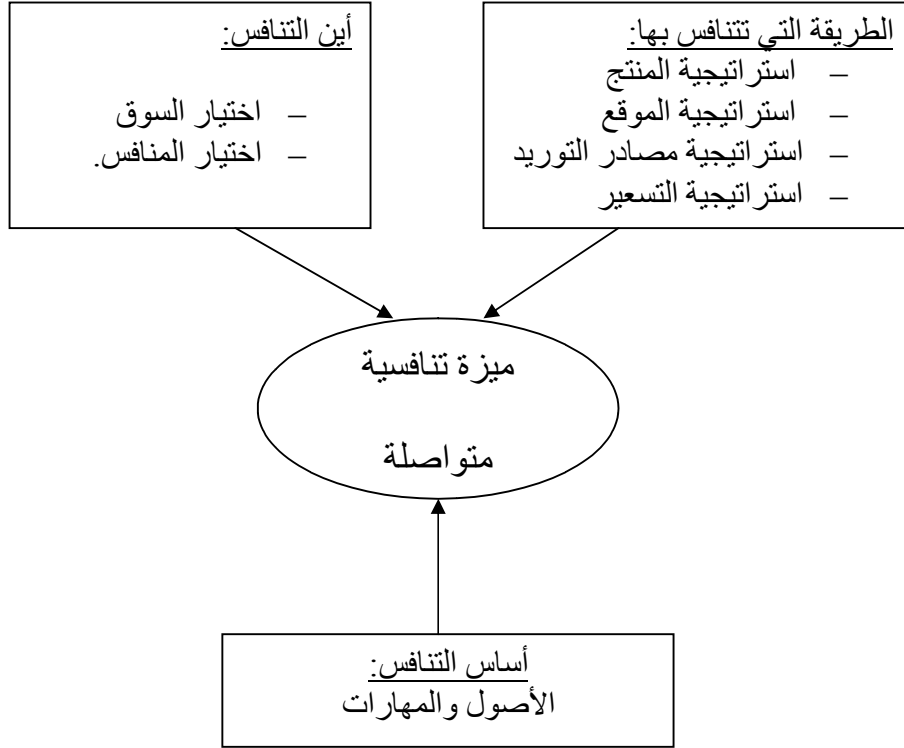 الطريقة التي تتنافس بها:
– استراتيجية المنتج
– استراتيجية الموقع
– استراتيجية مصادر التوريد
– استراتيجية التسعير
أين التنافس:
– اختيار السوق
– اختيار المنافس.
ميزة تنافسية
متواصلة
أساس التنافس:
الأصول والمهارات